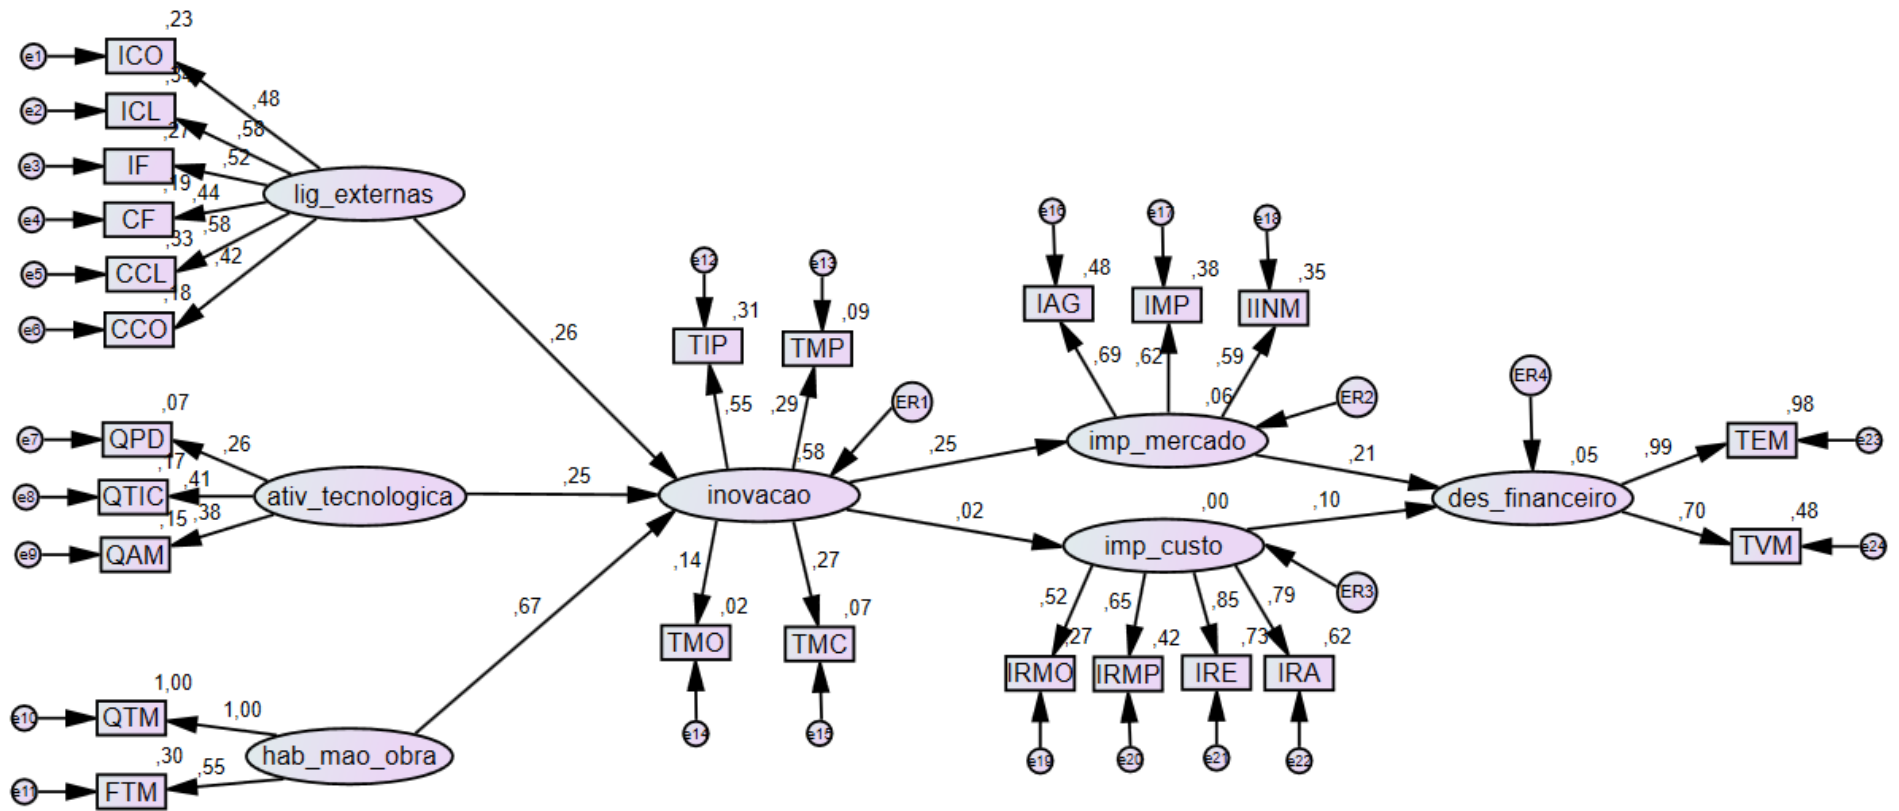 ,23
e1
ICO
,34
,48
e2
ICL
,27
,58
e3
IF
,52
,19
,44
e4
CF
,58
,33
e5
CCL
,42
,18
e6
CCO
lig_externas
,26
,07
e7
QPD
,26
,17
e8
QTIC
,41
,15
,38
e9
QAM
ativ_tecnologica
,25
1,00
e10
QTM
1,00
,30
e11
FTM
,55
hab_mao_obra
,67
e12
e13
,31
,09
TIP
TMP
,55
,29
ER1
,58
inovacao
,14
,27
,02
,07
TMO
TMC
e14
e15
,25
,02
e16
e17
e18
,48
,38
,35
IAG
IMP
IINM
,69
,62
,59
,06
ER2
imp_mercado
,21
,00
,10
imp_custo
ER3
,52
,65
,85
,79
,27
,42
,73
,62
IRMO
IRMP
IRE
IRA
e19
e20
e21
e22
ER4
,05
des_financeiro
,99
,98
TEM
e23
,70
,48
TVM
e24